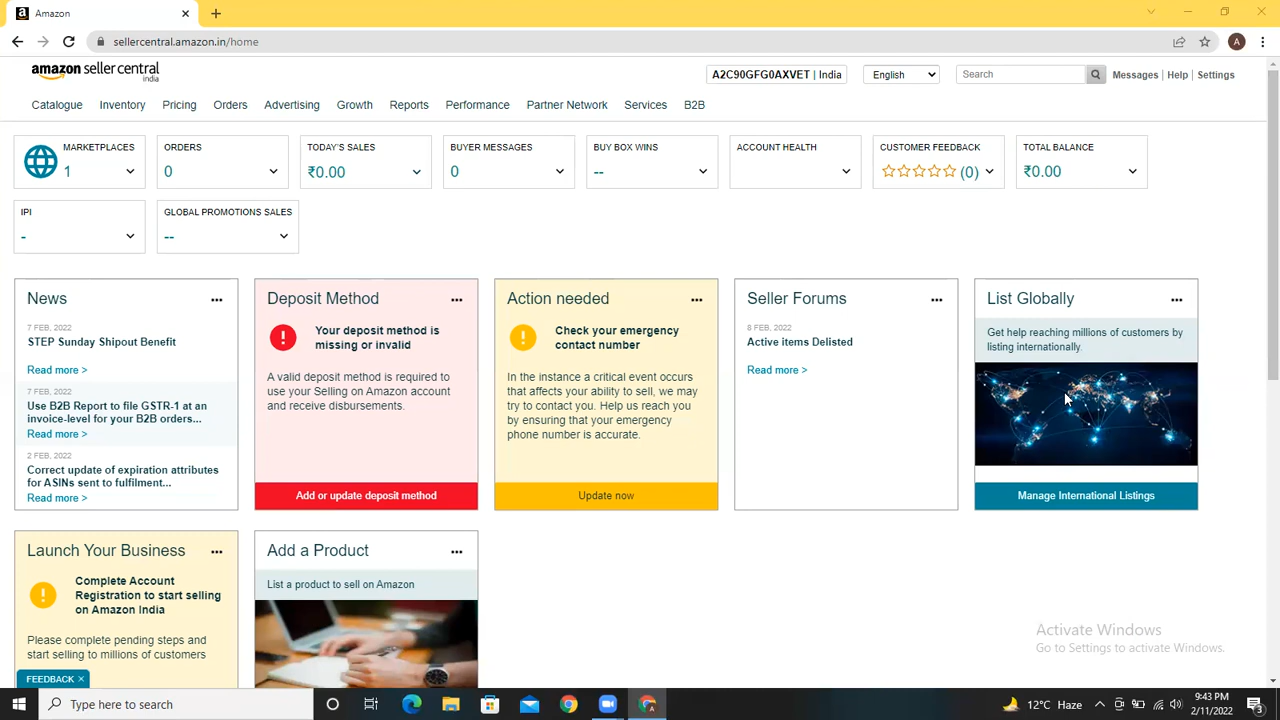 Amazon
sellercentral.amazon.in/home
A
amazon seller central
india
A2C90GFG0AXVET | India
English
Search
Messages | Help | Settings
Catalogue Inventory Pricing Orders Advertising Growth Reports Performance Partner Network Services B2B
MARKETPLACES
1
ORDERS
0
TODAY'S SALES
₹0.00
BUYER MESSAGES
0
BUY BOX WINS
--
ACCOUNT HEALTH
CUSTOMER FEEDBACK
(0)
TOTAL BALANCE
₹0.00
IPI
-
GLOBAL PROMOTIONS SALES
--
News
7 FEB, 2022
STEP Sunday Shipout Benefit
Read more >
7 FEB, 2022
Use B2B Report to file GSTR-1 at an
invoice-level for your B2B orders...
Read more >
2 FEB, 2022
Correct update of expiration attributes
for ASINs sent to fulfilment...
Read more >
Deposit Method
Your deposit method is
missing or invalid
A valid deposit method is required to
use your Selling on Amazon account
and receive disbursements.
Add or update deposit method
Action needed
Check your emergency
contact number
In the instance a critical event occurs
that affects your ability to sell, we may
try to contact you. Help us reach you
by ensuring that your emergency
phone number is accurate.
Update now
Seller Forums
8 FEB, 2022
Active items Delisted
Read more >
List Globally
Get help reaching millions of customers by
listing internationally.
Manage International Listings
Launch Your Business
Complete Account
Registration to start selling
on Amazon India
Please complete pending steps and
start selling to millions of customers
FEEDBACK ×
Add a Product
List a product to sell on Amazon
Activate Windows
Go to Settings to activate Windows.
Type here to search
12°C Haze
9:43 PM
2/11/2022
3